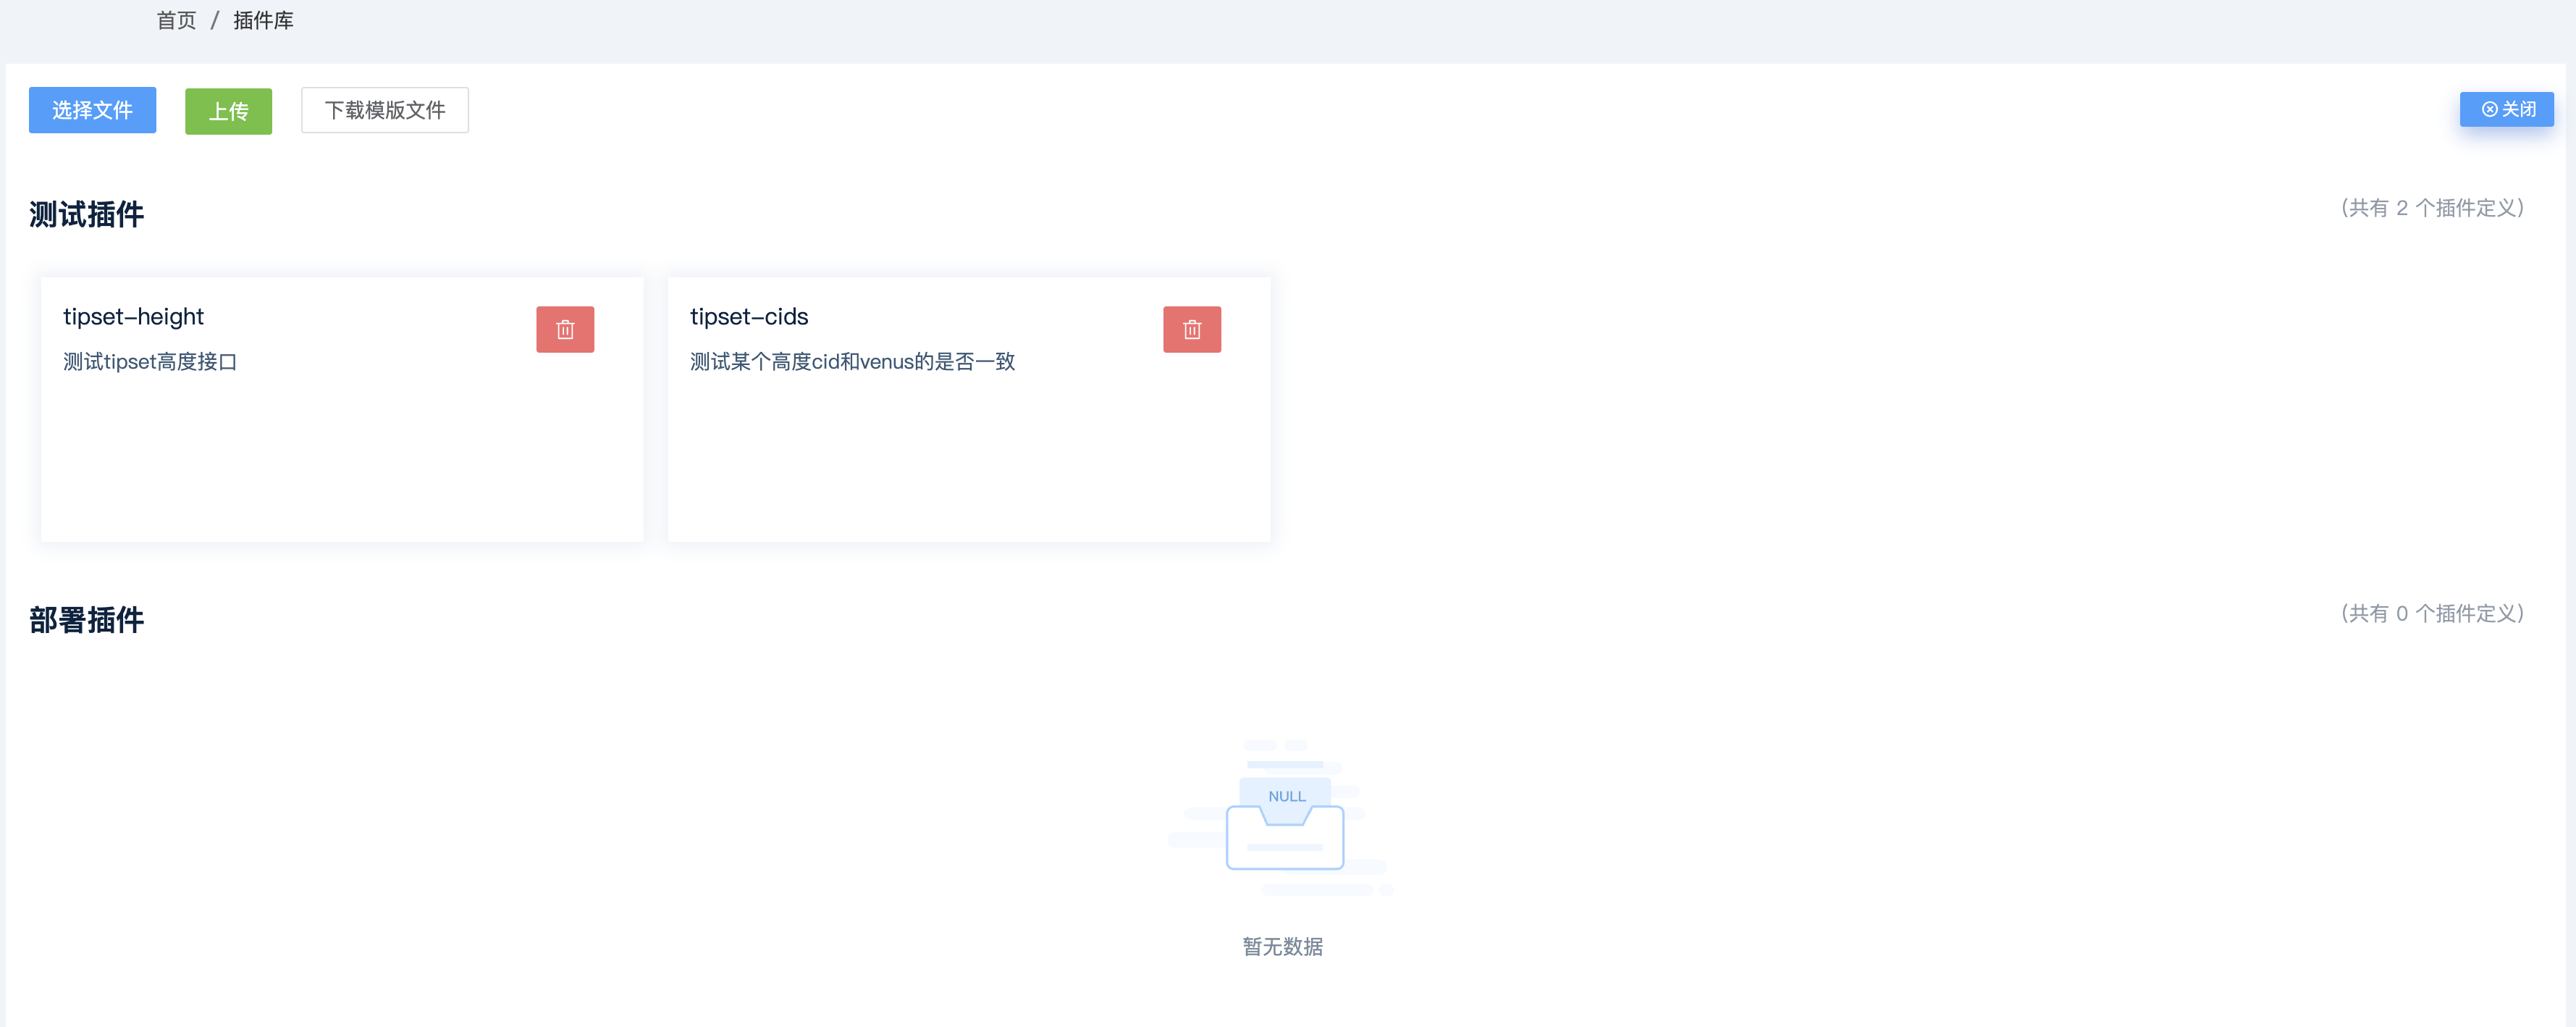 首页 / 插件库
选择文件
上传
下载模版文件
关闭
测试插件
(共有 2 个插件定义)
tipset-height
测试tipset高度接口
tipset-cids
测试某个高度cid和venus的是否一致
部署插件
(共有 0 个插件定义)
NULL
暂无数据